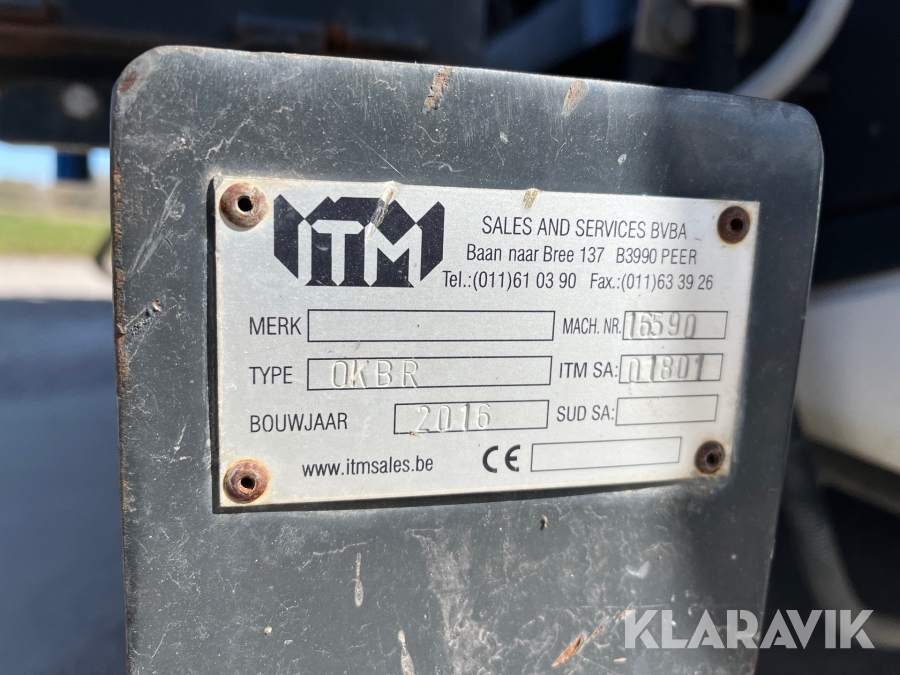 ITM
SALES AND SERVICES BVBA
Baan naar Bree 137 B3990 PEER
Tel.:(011)61 03 90 Fax.:(011)63 39 26
MERK MACH. NR. 16590
TYPE OKBR ITM SA: 01801
BOUWJAAR 2016 SUD SA:
www.itmsales.be CE
KLARAVIK